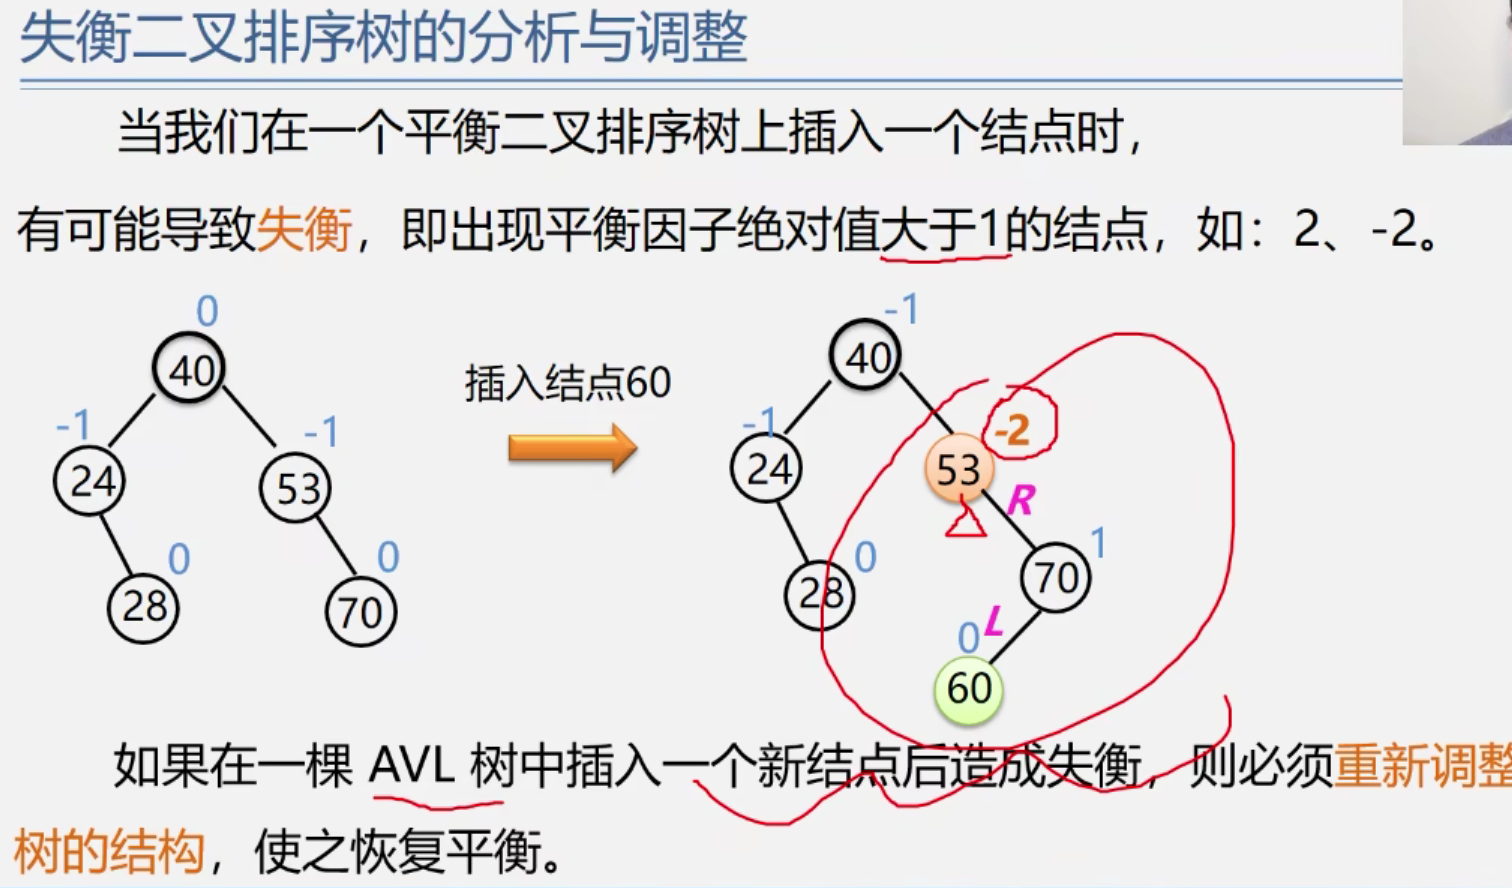 失衡二叉排序树的分析与调整
当我们在一个平衡二叉排序树上插入一个结点时，
有可能导致失衡，即出现平衡因子绝对值大于1的结点，如：2、-2。
0
40
-1
24
-1
53
0
28
0
70
插入结点60
-1
40
-1
24
-2
53
R
0
28
1
70
L
0
60
如果在一棵 AVL 树中插入一个新结点后造成失衡，则必须重新调整
树的结构，使之恢复平衡。